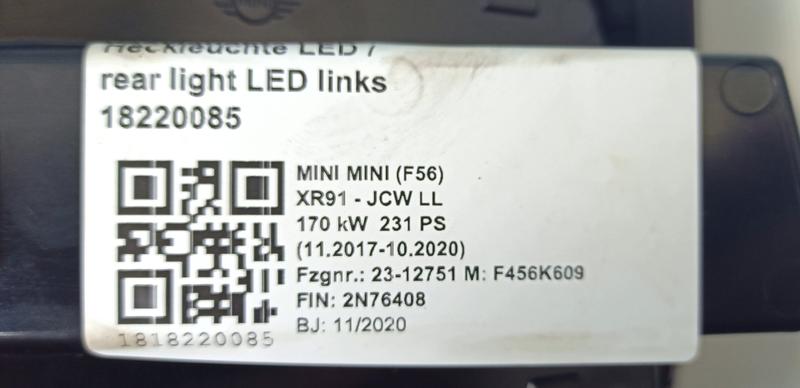 Heckleuchte LED /
rear light LED links
18220085
MINI MINI (F56)
XR91 - JCW LL
170 kW 231 PS
(11.2017-10.2020)
Fzgnr.: 23-12751 M: F456K609
FIN: 2N76408
BJ: 11/2020
1818220085